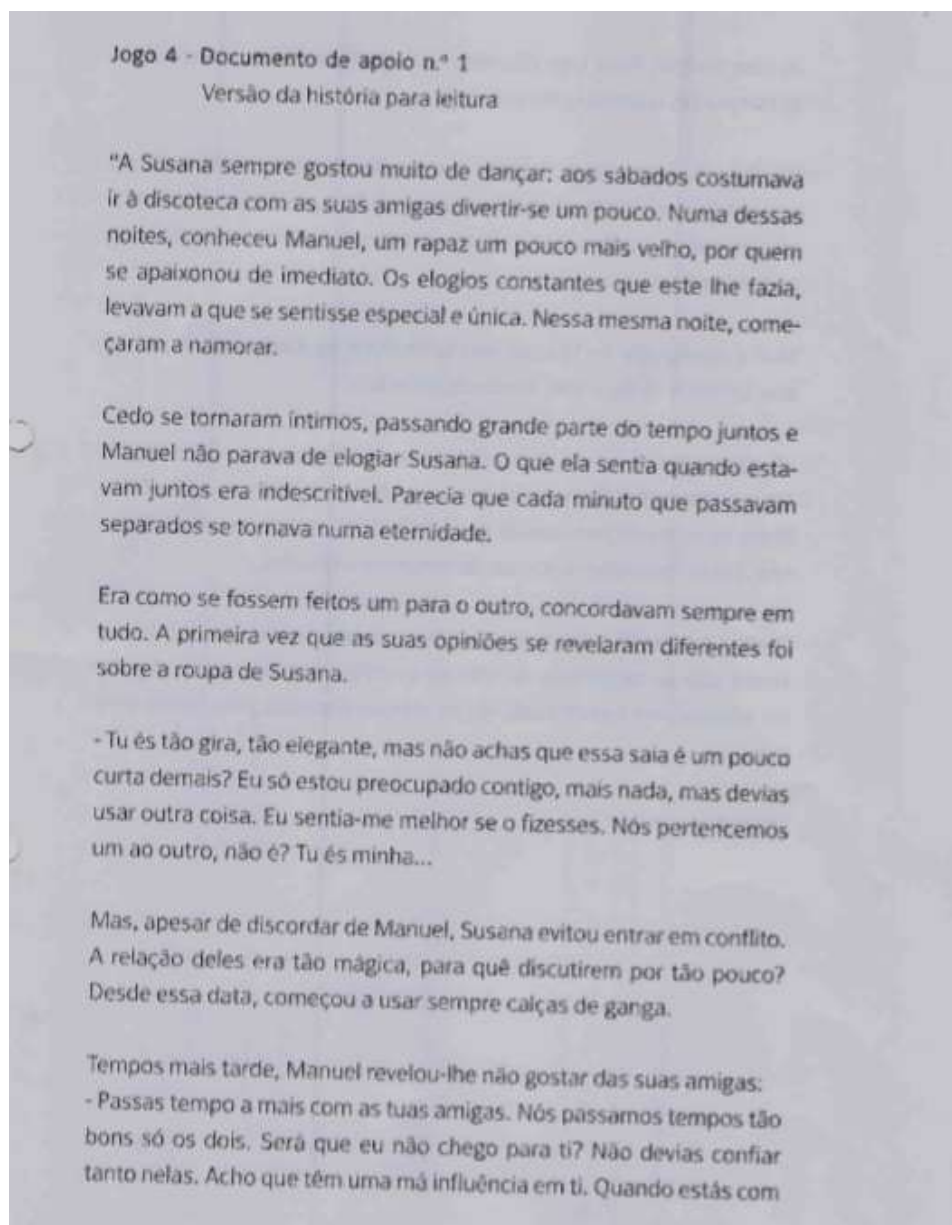 Jogo 4 - Documento de apoio n.º 1
Versão da história para leitura
"A Susana sempre gostou muito de dançar: aos sábados costumava
ir à discoteca com as suas amigas divertir-se um pouco. Numa dessas
noites, conheceu Manuel, um rapaz um pouco mais velho, por quem
se apaixonou de imediato. Os elogios constantes que este lhe fazia,
levavam a que se sentisse especial e única. Nessa mesma noite, come-
çaram a namorar.
Cedo se tornaram íntimos, passando grande parte do tempo juntos e
Manuel não parava de elogiar Susana. O que ela sentia quando esta-
vam juntos era indescritível. Parecia que cada minuto que passavam
separados se tornava numa eternidade.
Era como se fossem feitos um para o outro, concordavam sempre em
tudo. A primeira vez que as suas opiniões se revelaram diferentes foi
sobre a roupa de Susana.
- Tu és tão gira, tão elegante, mas não achas que essa saia é um pouco
curta demais? Eu só estou preocupado contigo, mais nada, mas devias
usar outra coisa. Eu sentia-me melhor se o fizesses. Nós pertencemos
um ao outro, não é? Tu és minha...
Mas, apesar de discordar de Manuel, Susana evitou entrar em conflito.
A relação deles era tão mágica, para quê discutirem por tão pouco?
Desde essa data, começou a usar sempre calças de ganga.
Tempos mais tarde, Manuel revelou-lhe não gostar das suas amigas:
- Passas tempo a mais com as tuas amigas. Nós passamos tempos tão
bons só os dois. Será que eu não chego para ti? Não devias confiar
tanto nelas. Acho que têm uma má influência em ti. Quando estás com